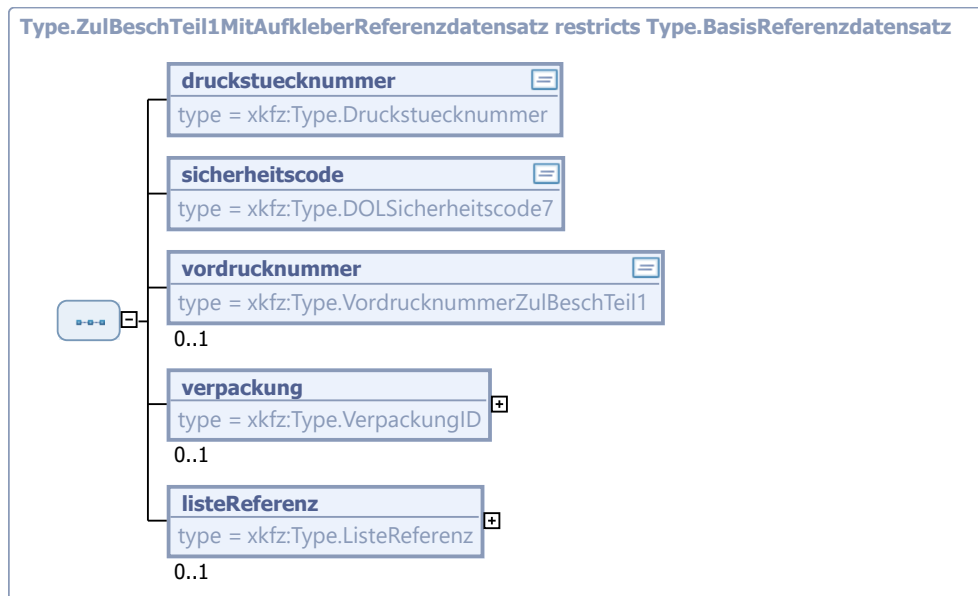 Type.ZulBeschTeil1MitAufkleberReferenzdatensatz restricts Type.BasisReferenzdatensatz
druckstuecknummer
type = xkfz:Type.Druckstuecknummer
sicherheitscode
type = xkfz:Type.DOLSicherheitscode7
vordrucknummer
type = xkfz:Type.VordrucknummerZulBeschTeil1
0..1
verpackung
type = xkfz:Type.VerpackungID
0..1
listeReferenz
type = xkfz:Type.ListeReferenz
0..1